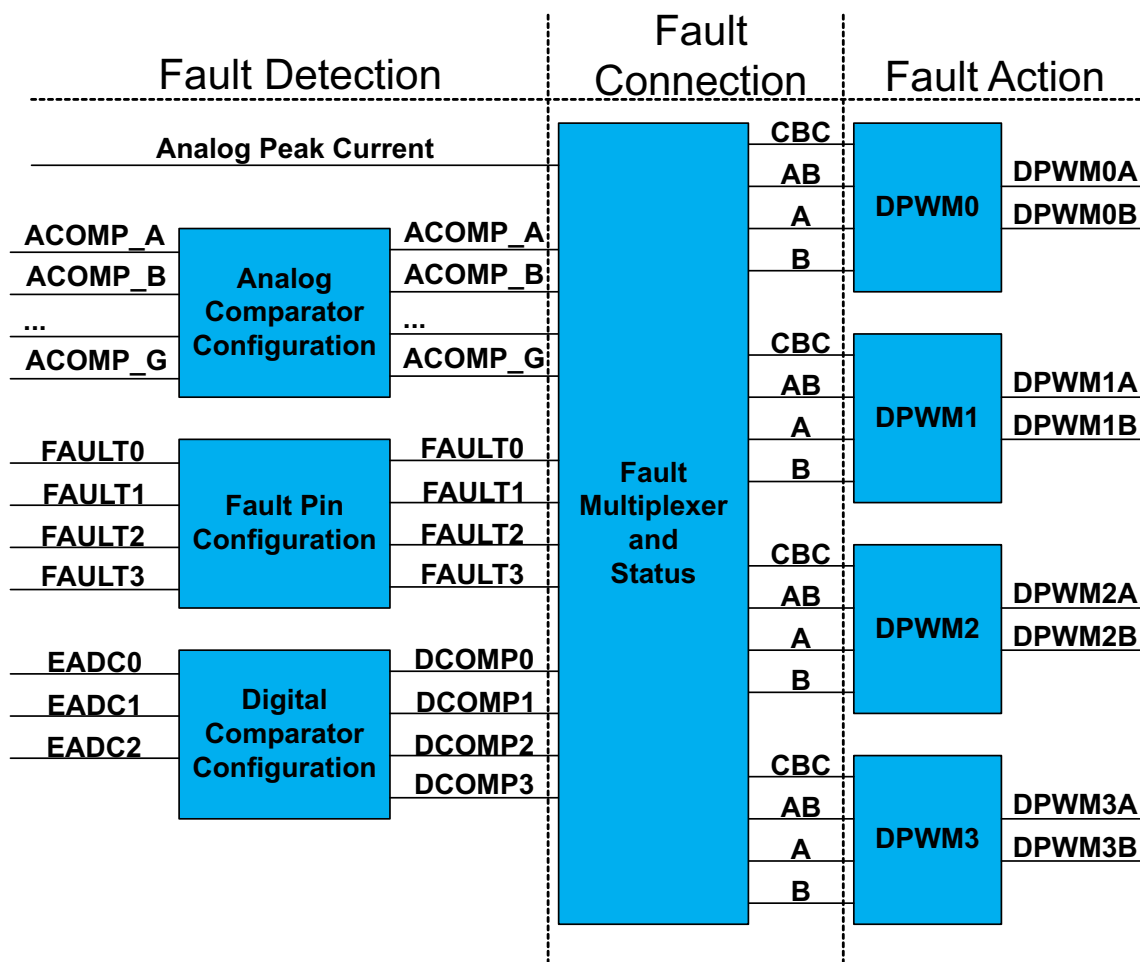 Fault Detection
Fault
Connection
Fault Action
Analog Peak Current
ACOMP_A
ACOMP_B
...
ACOMP_G
Analog
Comparator
Configuration
ACOMP_A
ACOMP_B
...
ACOMP_G
FAULT0
FAULT1
FAULT2
FAULT3
Fault Pin
Configuration
FAULT0
FAULT1
FAULT2
FAULT3
EADC0
EADC1
EADC2
Digital
Comparator
Configuration
DCOMP0
DCOMP1
DCOMP2
DCOMP3
Fault
Multiplexer
and
Status
CBC
AB
A
B
DPWM0
DPWM0A
DPWM0B
CBC
AB
A
B
DPWM1
DPWM1A
DPWM1B
CBC
AB
A
B
DPWM2
DPWM2A
DPWM2B
CBC
AB
A
B
DPWM3
DPWM3A
DPWM3B